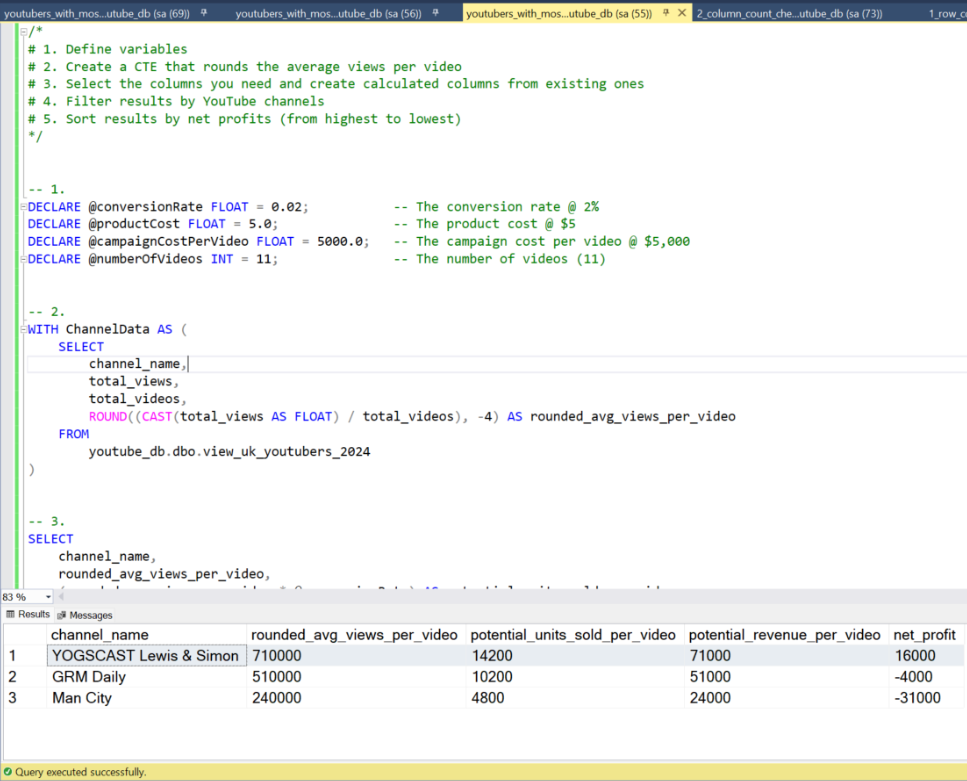 youtubers_with_mos...utube_db (sa (69)) youtubers_with_mos...utube_db (sa (56)) youtubers_with_mos...utube_db (sa (55)) 2_column_count_che...utube_db (sa (73)) 1_row_c
/*
# 1. Define variables
# 2. Create a CTE that rounds the average views per video
# 3. Select the columns you need and create calculated columns from existing ones
# 4. Filter results by YouTube channels
# 5. Sort results by net profits (from highest to lowest)
*/
-- 1.
DECLARE @conversionRate FLOAT = 0.02; -- The conversion rate @ 2%
DECLARE @productCost FLOAT = 5.0; -- The product cost @ $5
DECLARE @campaignCostPerVideo FLOAT = 5000.0; -- The campaign cost per video @ $5,000
DECLARE @numberOfVideos INT = 11; -- The number of videos (11)
-- 2.
WITH ChannelData AS (
SELECT
channel_name,
total_views,
total_videos,
ROUND((CAST(total_views AS FLOAT) / total_videos), -4) AS rounded_avg_views_per_video
FROM
youtube_db.dbo.view_uk_youtubers_2024
)
-- 3.
SELECT
channel_name,
rounded_avg_views_per_video,
83 %
Results Messages
channel_name rounded_avg_views_per_video potential_units_sold_per_video potential_revenue_per_video net_profit
1 YOGSCAST Lewis & Simon 710000 14200 71000 16000
2 GRM Daily 510000 10200 51000 -4000
3 Man City 240000 4800 24000 -31000
Query executed successfully.